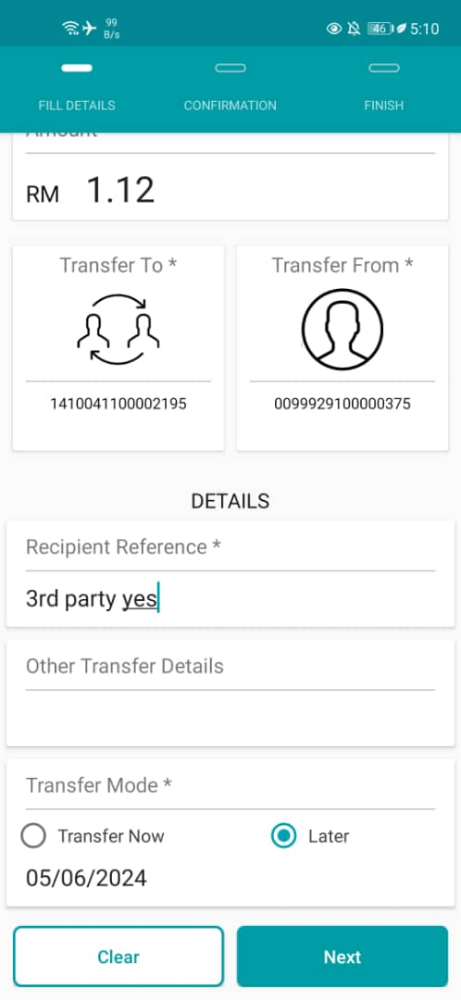 99
B/s
46
5:10
FILL DETAILS
CONFIRMATION
FINISH
Amount
RM 1.12
Transfer To *
Transfer From *
1410041100002195
0099929100000375
DETAILS
Recipient Reference *
3rd party yes
Other Transfer Details
Transfer Mode *
Transfer Now
Later
05/06/2024
Clear
Next